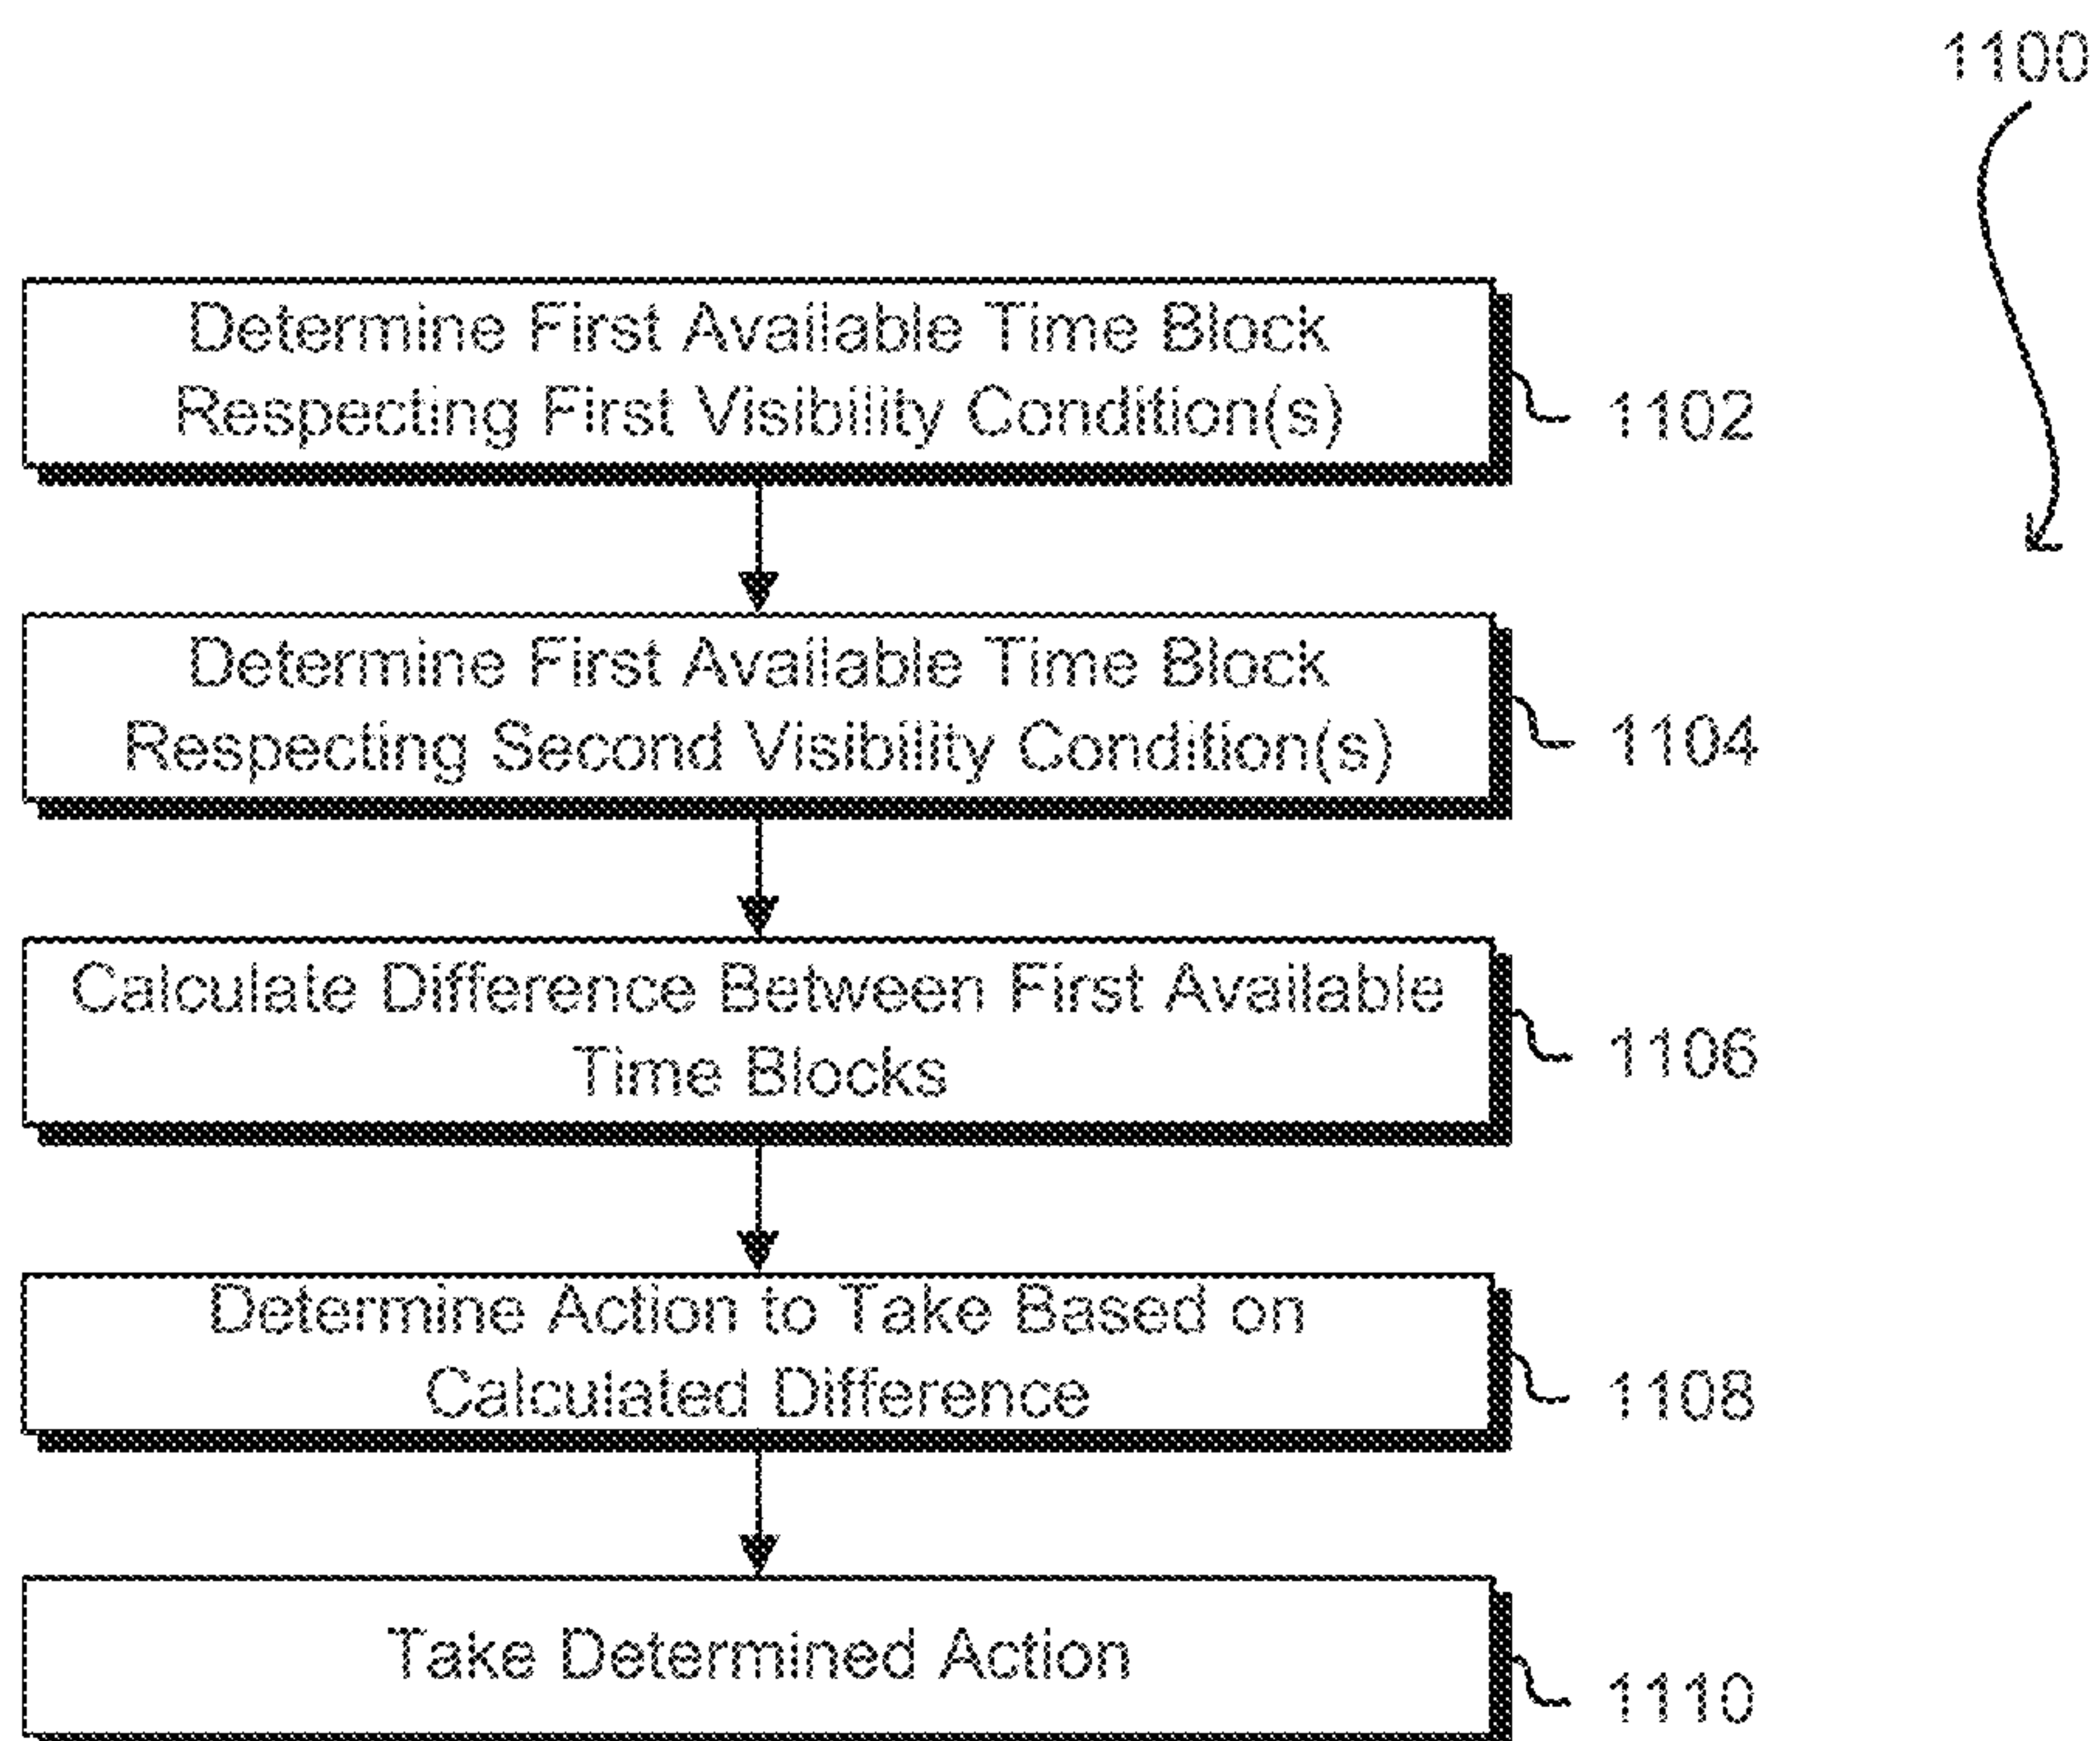 1100
Determine First Available Time Block
Respecting First Visibility Condition(s)
1102
Determine First Available Time Block
Respecting Second Visibility Condition(s)
1104
Calculate Difference Between First Available
Time Blocks
1106
Determine Action to Take Based on
Calculated Difference
1108
Take Determined Action
1110